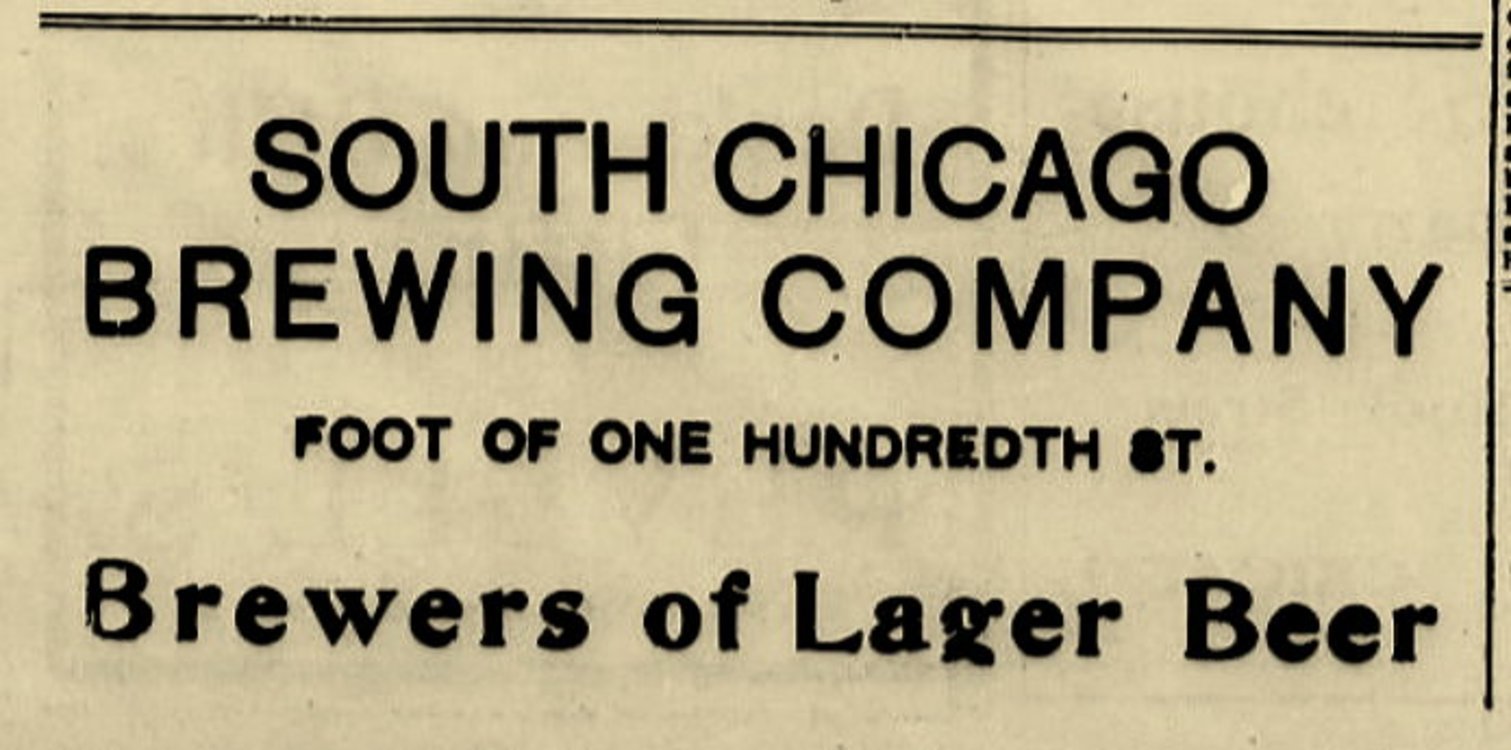 SOUTH CHICAGO
BREWING COMPANY
FOOT OF ONE HUNDREDTH ST.
Brewers of Lager Beer